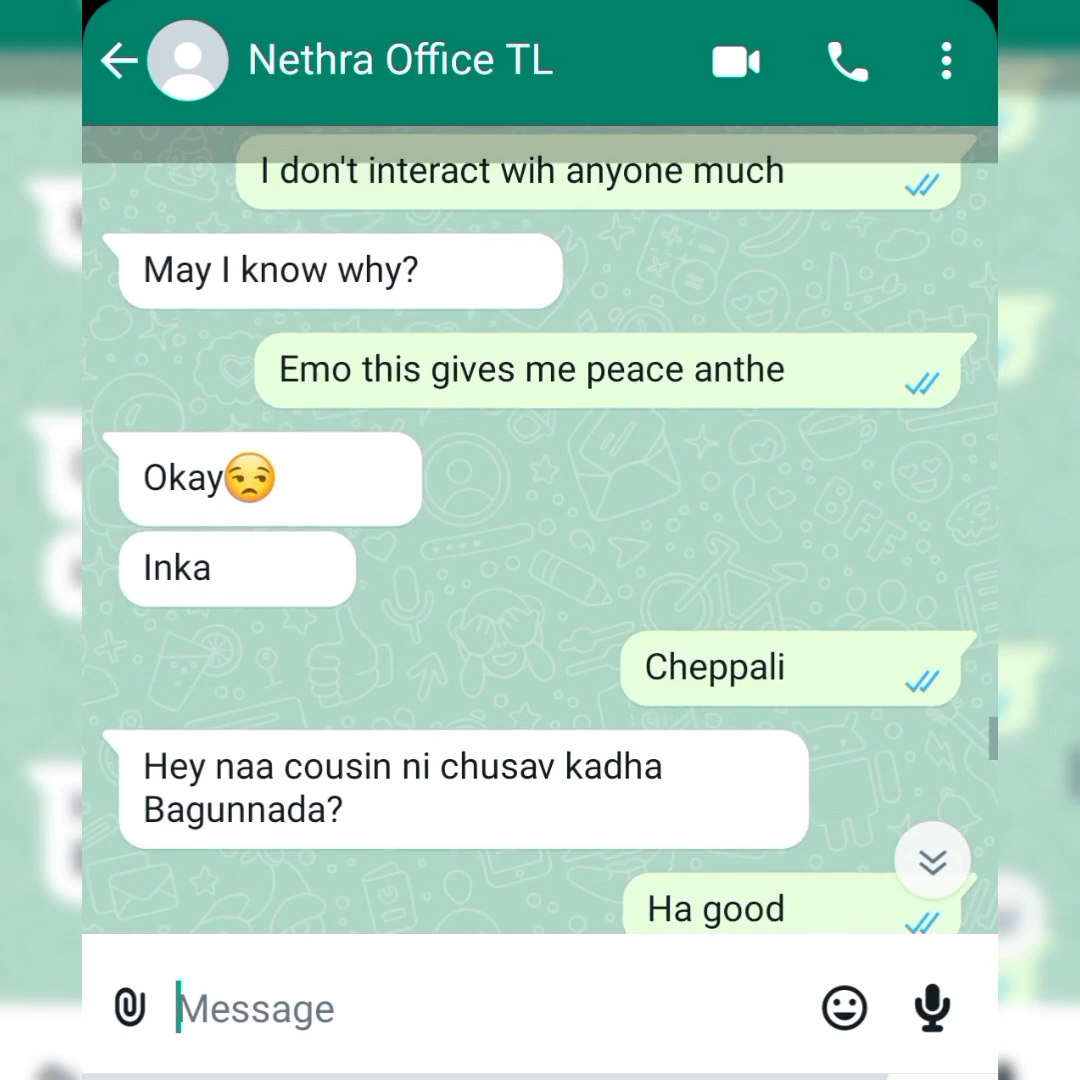 Nethra Office TL
I don't interact wih anyone much
May I know why?
Emo this gives me peace anthe
Okay😒
Inka
Cheppali
Hey naa cousin ni chusav kadha
Bagunnada?
Ha good
Message